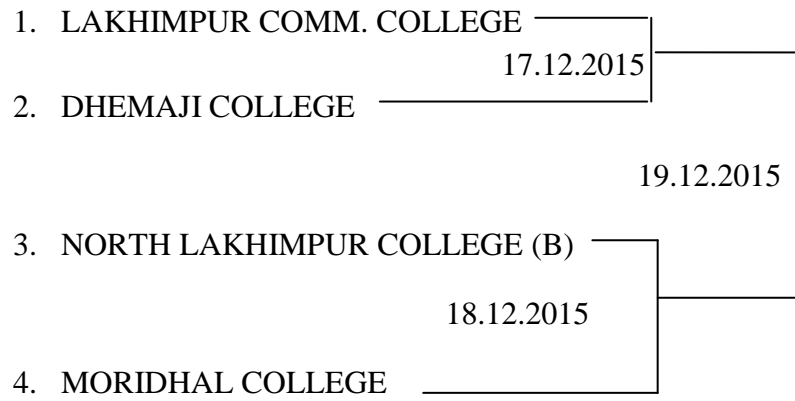 1. LAKHIMPUR COMM. COLLEGE
17.12.2015
2. DHEMAJI COLLEGE
19.12.2015
3. NORTH LAKHIMPUR COLLEGE (B)
18.12.2015
4. MORIDHAL COLLEGE